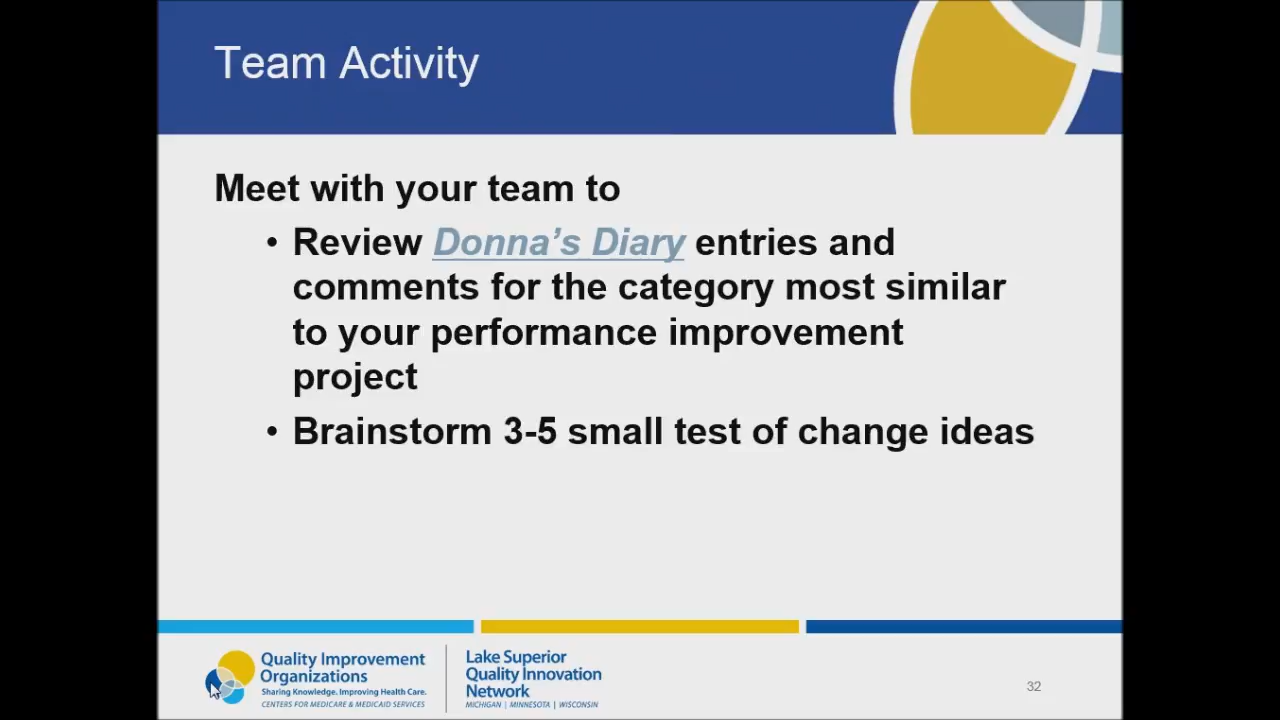 Team Activity
Meet with your team to
• Review Donna's Diary entries and
comments for the category most similar
to your performance improvement
project
• Brainstorm 3-5 small test of change ideas
Quality Improvement
Organizations
Sharing Knowledge. Improving Health Care.
CENTERS FOR MEDICARE & MEDICAID SERVICES
Lake Superior
Quality Innovation
Network
MICHIGAN | MINNESOTA | WISCONSIN
32